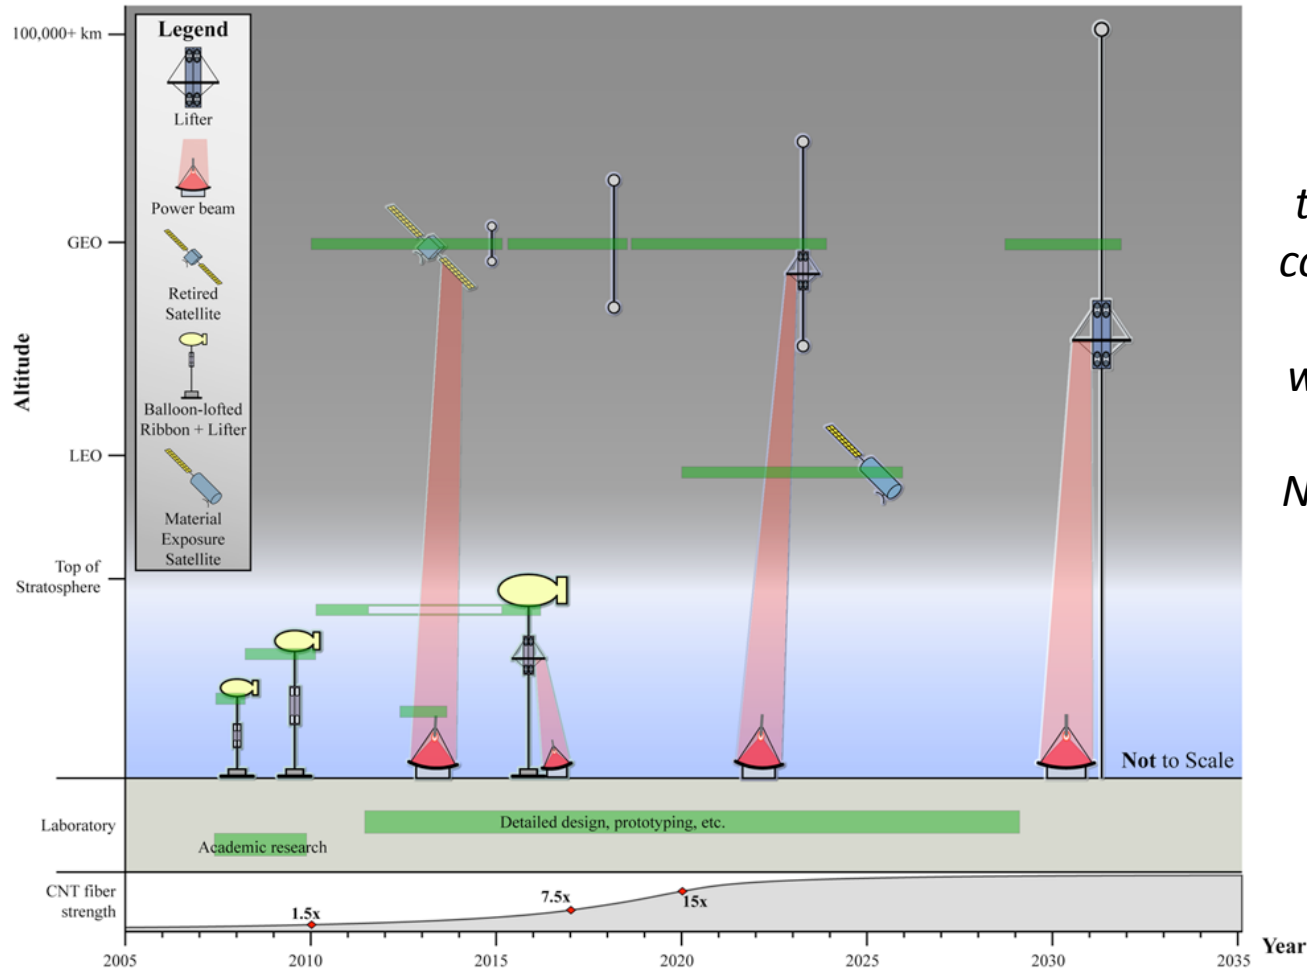 100,000+ km
Legend
Lifter
Power beam
GEO
Retired
Satellite
Altitude
Balloon-lofted
Ribbon + Lifter
LEO
Material
Exposure
Satellite
Top of
Stratosphere
Not to Scale
Laboratory
Detailed design, prototyping, etc.
Academic research
CNT fiber
strength
1.5x
7.5x
15x
2005 2010 2015 2020 2025 2030 2035
Year
t
co
w
N